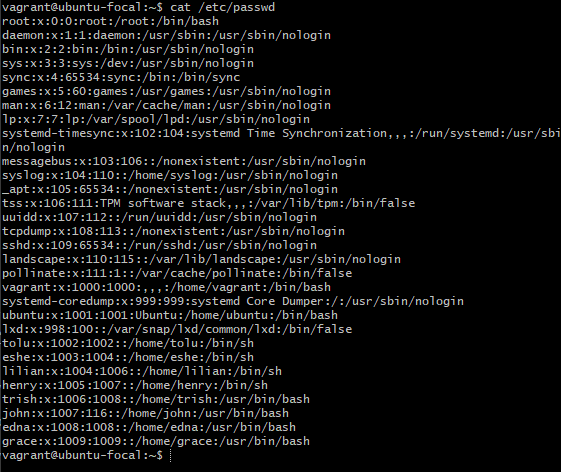 vagrant@ubuntu-focal:~$ cat /etc/passwd
root:x:0:0:root:/root:/bin/bash
daemon:x:1:1:daemon:/usr/sbin:/usr/sbin/nologin
bin:x:2:2:bin:/bin:/usr/sbin/nologin
sys:x:3:3:sys:/dev:/usr/sbin/nologin
sync:x:4:65534:sync:/bin:/bin/sync
games:x:5:60:games:/usr/games:/usr/sbin/nologin
man:x:6:12:man:/var/cache/man:/usr/sbin/nologin
lp:x:7:7:lp:/var/spool/lpd:/usr/sbin/nologin
systemd-timesync:x:102:104:systemd Time Synchronization,,,:/run/systemd:/usr/sbi
n/nologin
messagebus:x:103:106::/nonexistent:/usr/sbin/nologin
syslog:x:104:110::/home/syslog:/usr/sbin/nologin
_apt:x:105:65534::/nonexistent:/usr/sbin/nologin
tss:x:106:111:TPM software stack,,,:/var/lib/tpm:/bin/false
uuidd:x:107:112::/run/uuidd:/usr/sbin/nologin
tcpdump:x:108:113::/nonexistent:/usr/sbin/nologin
sshd:x:109:65534::/run/sshd:/usr/sbin/nologin
landscape:x:110:115::/var/lib/landscape:/usr/sbin/nologin
pollinate:x:111:1::/var/cache/pollinate:/bin/false
vagrant:x:1000:1000:,,,:/home/vagrant:/bin/bash
systemd-coredump:x:999:999:systemd Core Dumper:/:/usr/sbin/nologin
ubuntu:x:1001:1001:Ubuntu:/home/ubuntu:/bin/bash
lxd:x:998:100::/var/snap/lxd/common/lxd:/bin/false
tolu:x:1002:1002::/home/tolu:/bin/sh
eshe:x:1003:1004::/home/eshe:/bin/sh
lilian:x:1004:1006::/home/lilian:/bin/sh
henry:x:1005:1007::/home/henry:/bin/sh
trish:x:1006:1008::/home/trish:/usr/bin/bash
john:x:1007:116::/home/john:/usr/bin/bash
edna:x:1008:1008::/home/edna:/usr/bin/bash
grace:x:1009:1009::/home/grace:/usr/bin/bash
vagrant@ubuntu-focal:~$